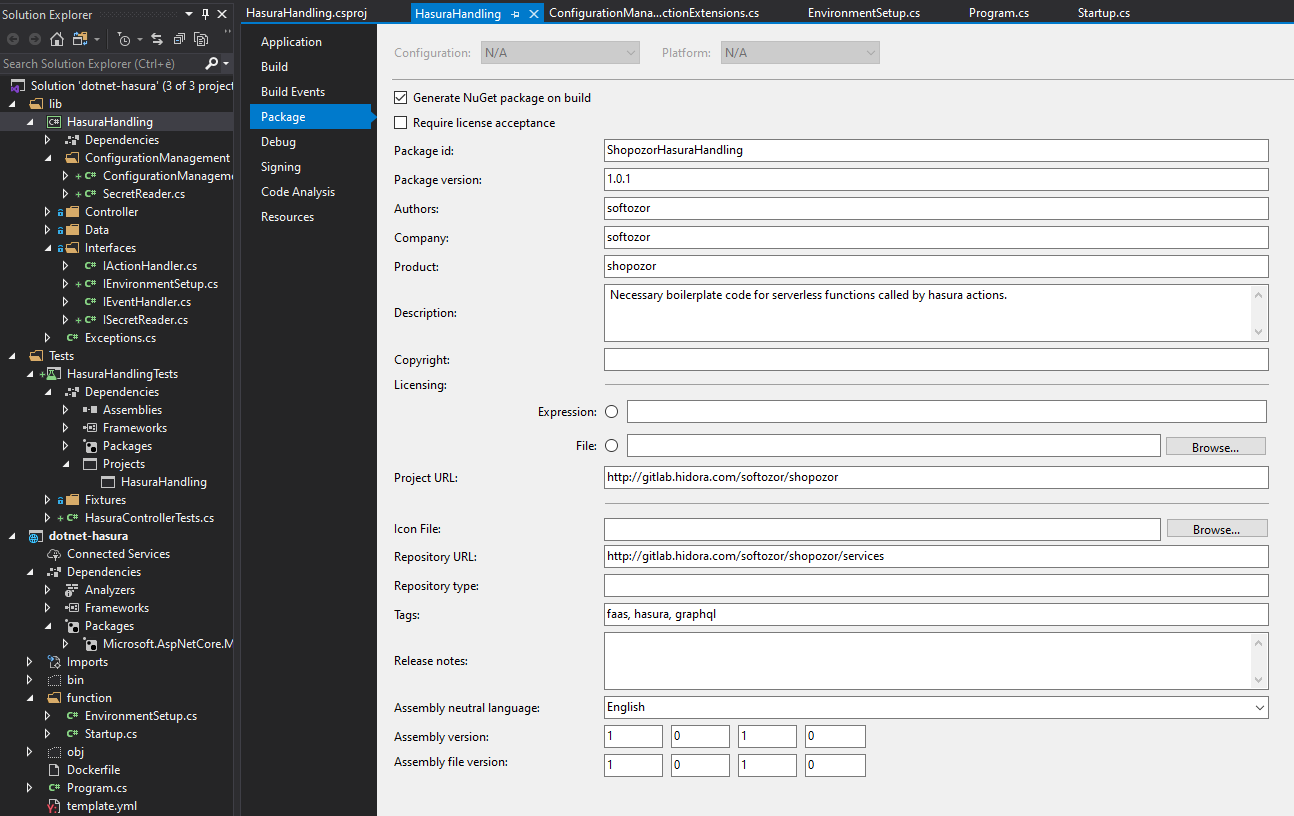 Solution Explorer
Search Solution Explorer (Ctrl+è)
Solution 'dotnet-hasura' (3 of 3 project
lib
HasuraHandling
Dependencies
ConfigurationManagement
ConfigurationManageme
SecretReader.cs
Controller
Data
Interfaces
IActionHandler.cs
IEnvironmentSetup.cs
IEventHandler.cs
ISecretReader.cs
Exceptions.cs
Tests
HasuraHandlingTests
Dependencies
Assemblies
Frameworks
Packages
Projects
HasuraHandling
Fixtures
HasuraControllerTests.cs
dotnet-hasura
Connected Services
Dependencies
Analyzers
Frameworks
Packages
Microsoft.AspNetCore.M
Imports
bin
function
EnvironmentSetup.cs
Startup.cs
obj
Dockerfile
Program.cs
template.yml
HasuraHandling.csproj HasuraHandling ConfigurationMana...ctionExtensions.cs EnvironmentSetup.cs Program.cs Startup.cs
Application
Build
Build Events
Package
Debug
Signing
Code Analysis
Resources
Configuration: N/A Platform: N/A
Generate NuGet package on build
Require license acceptance
Package id: ShopozorHasuraHandling
Package version: 1.0.1
Authors: softozor
Company: softozor
Product: shopozor
Description: Necessary boilerplate code for serverless functions called by hasura actions.
Copyright:
Licensing:
Expression:
File: Browse...
Project URL: http://gitlab.hidora.com/softozor/shopozor
Icon File: Browse...
Repository URL: http://gitlab.hidora.com/softozor/shopozor/services
Repository type:
Tags: faas, hasura, graphql
Release notes:
Assembly neutral language: English
Assembly version: 1 0 1 0
Assembly file version: 1 0 1 0